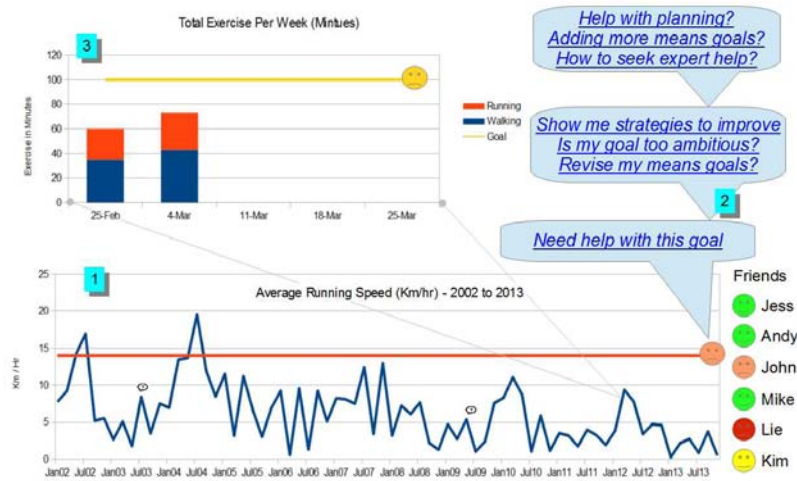 Total Exercise Per Week (Mintues)
3
Exercise in Minutes
120
100
80
60
40
20
0
25-Feb 4-Mar 11-Mar 18-Mar 25-Mar
Running
Walking
Goal
Help with planning?
Adding more means goals?
How to seek expert help?
Show me strategies to improve
Is my goal too ambitious?
Revise my means goals?
2
Need help with this goal
1
Average Running Speed (Km/hr) - 2002 to 2013
Km / Hr
25
20
15
10
5
0
Jan02 Jul02 Jan03 Jul03 Jan04 Jul04 Jan05 Jul05 Jan06 Jul06 Jan07 Jul07 Jan08 Jul08 Jan09 Jul09 Jan10 Jul10 Jan11 Jul11 Jan12 Jul12 Jan13 Jul13
Friends
Jess
Andy
John
Mike
Lie
Kim